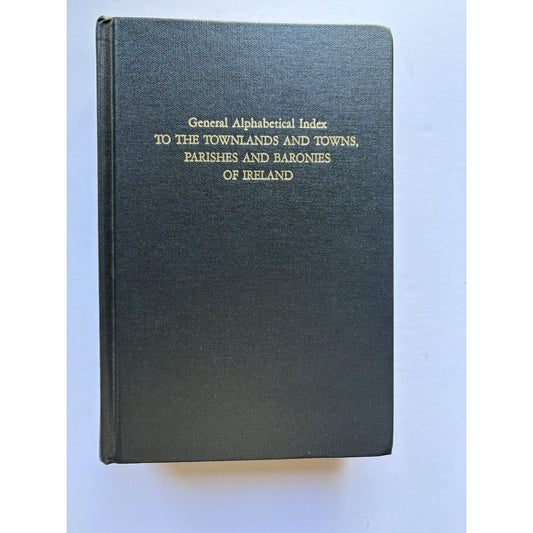 General Alphabetical Index
TO THE TOWNLANDS AND TOWNS,
PARISHES AND BARONIES
OF IRELAND